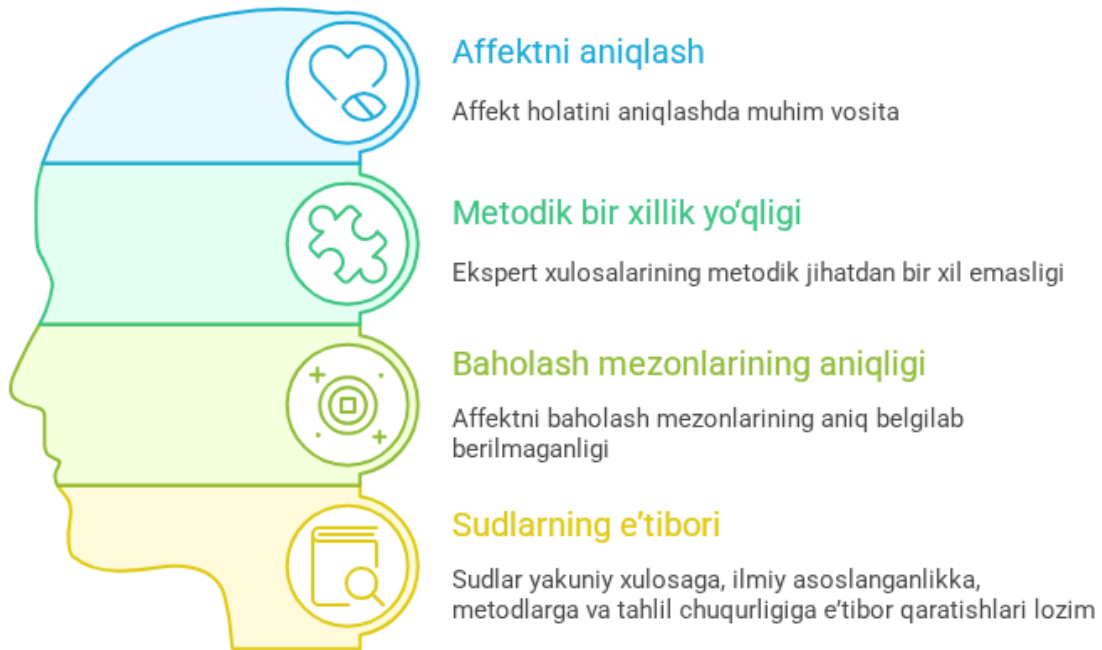 Affektni aniqlash
Affekt holatini aniqlashda muhim vosita
Metodik bir xillik yo‘qligi
Ekspert xulosalarining metodik jihatdan bir xil emasligi
Baholash mezonlarining aniqligi
Affektni baholash mezonlarining aniq belgilab
berilmaganligi
Sudlarning e’tibori
Sudlar yakuniy xulosaga, ilmiy asoslanganlikka,
metodlarga va tahlil chuqurligiga e’tibor qaratishlari lozim